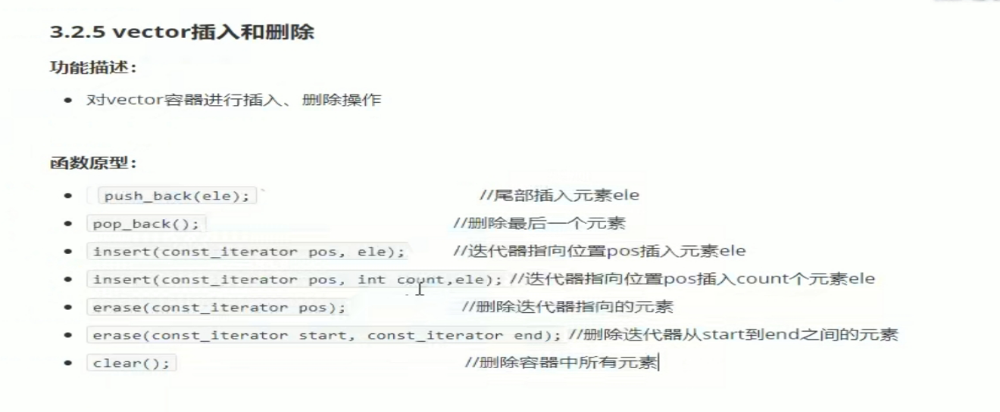 3.2.5 vector插入和删除
功能描述：
• 对vector容器进行插入、删除操作
函数原型：
• push_back(ele);` //尾部插入元素ele
• pop_back(); //删除最后一个元素
• insert(const_iterator pos, ele); //迭代器指向位置pos插入元素ele
• insert(const_iterator pos, int count,ele); //迭代器指向位置pos插入count个元素ele
• erase(const_iterator pos); //删除迭代器指向的元素
• erase(const_iterator start, const_iterator end); //删除迭代器从start到end之间的元素
• clear(); //删除容器中所有元素